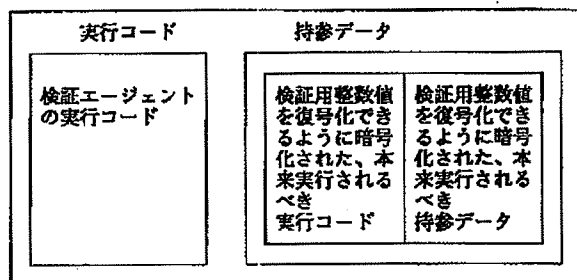 実行コード
持参データ
検証エージェント
の実行コード
検証用整数値
を復号化でき
るように暗号
化された、本
来実行される
べき
実行コード
検証用整数値
を復号化でき
るように暗号
化された、本
来実行される
べき
持参データ